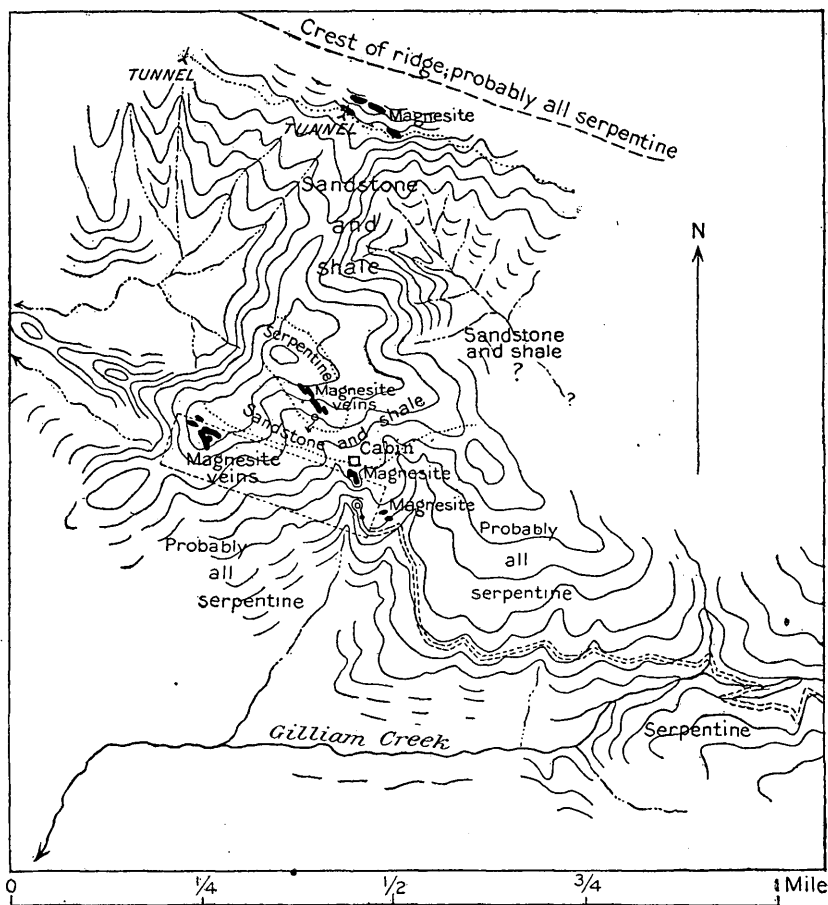 Crest of ridge; probably all serpentine
TUNNEL
Magnesite
TUNNEL
Sandstone
and
shale
N
Sandstone
and shale
?
?
Serpentine
Magnesite
veins
Sandstone and shale
Cabin
Magnesite
veins
Magnesite
Magnesite
Probably
all
serpentine
Probably
all
serpentine
Gilliam Creek
Serpentine
0 1/4 1/2 3/4 1 Mile